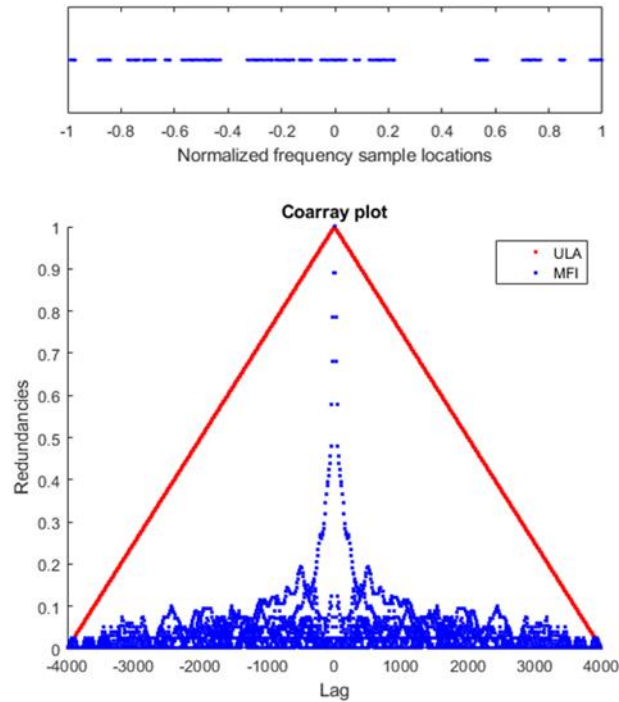 -1 -0.8 -0.6 -0.4 -0.2 0 0.2 0.4 0.6 0.8 1
Normalized frequency sample locations
Coarray plot
1
ULA
MFI
0.9
0.8
0.7
0.6
0.5
0.4
0.3
0.2
0.1
0
Redundancies
-4000 -3000 -2000 -1000 0 1000 2000 3000 4000
Lag